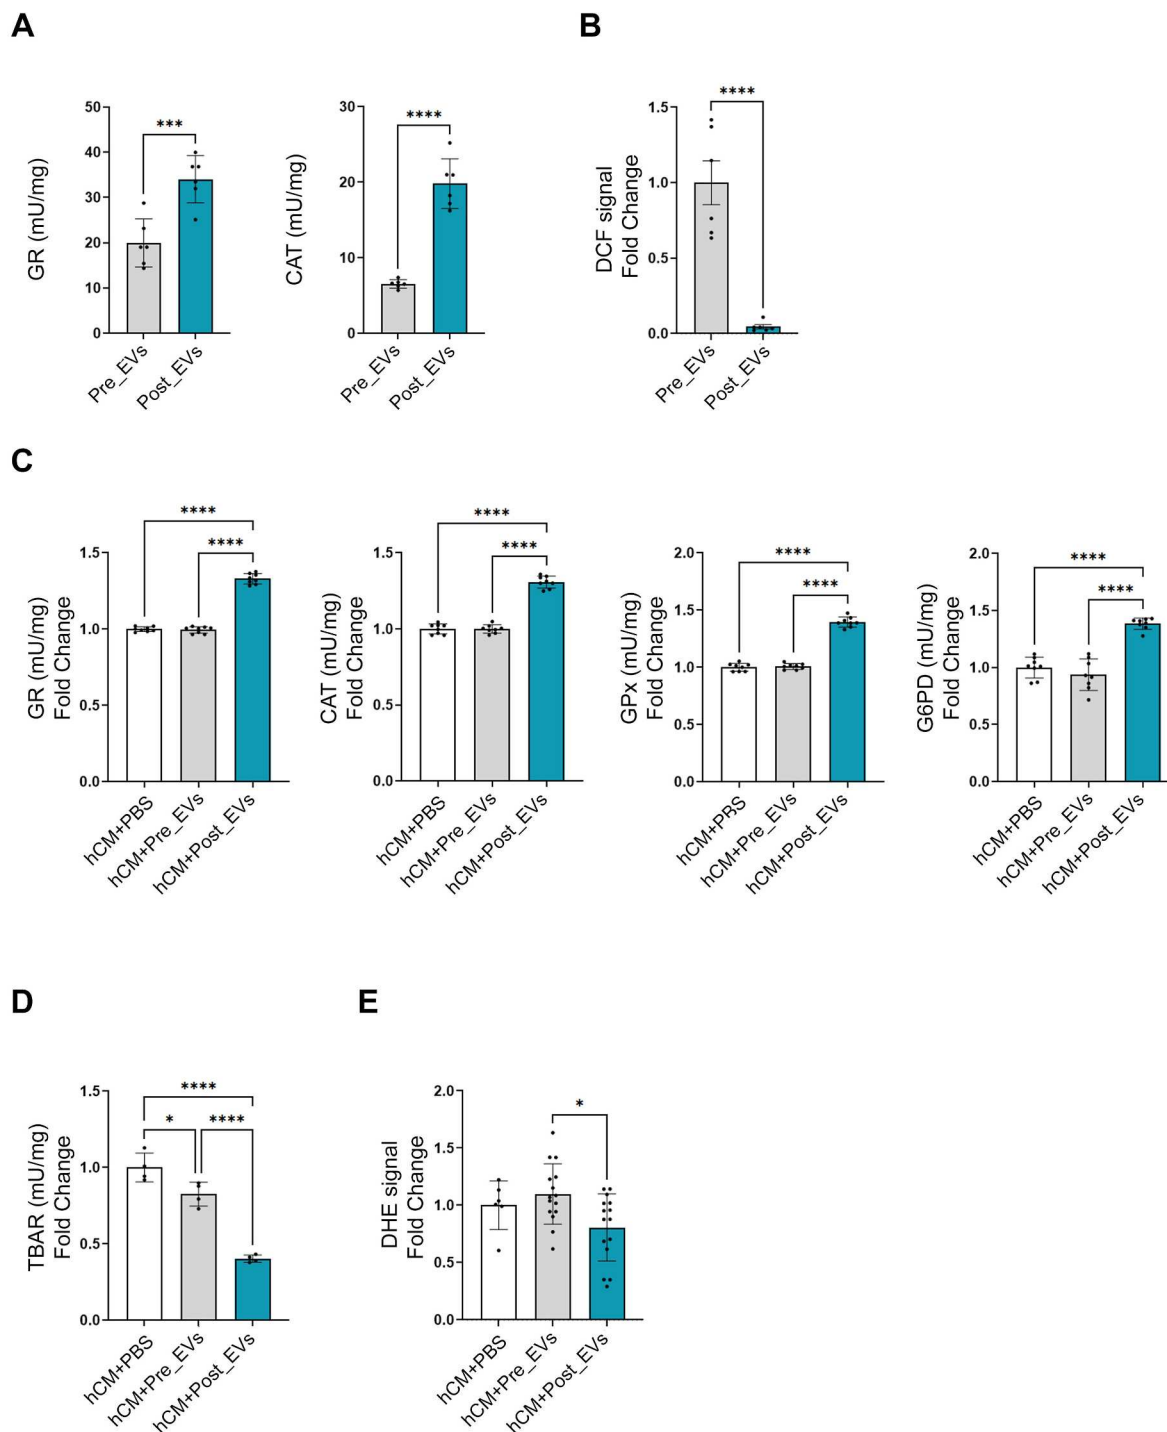 A
B
GR (mU/mg)
50
40
30
20
10
0
***
Pre_EVs
Post_EVs
CAT (mU/mg)
30
20
10
0
****
Pre_EVs
Post_EVs
DCF signal
Fold Change
1.5
1.0
0.5
0.0
****
Pre_EVs
Post_EVs
C
GR (mU/mg)
Fold Change
1.5
1.0
0.5
0.0
****
****
hCM+PBS
hCM+Pre_EVs
hCM+Post_EVs
CAT (mU/mg)
Fold Change
1.5
1.0
0.5
0.0
****
****
hCM+PBS
hCM+Pre_EVs
hCM+Post_EVs
GPx (mU/mg)
Fold Change
2.0
1.5
1.0
0.5
0.0
****
****
hCM+PBS
hCM+Pre_EVs
hCM+Post_EVs
G6PD (mU/mg)
Fold Change
2.0
1.5
1.0
0.5
0.0
****
****
hCM+PBS
hCM+Pre_EVs
hCM+Post_EVs
D
E
TBAR (mU/mg)
Fold Change
1.5
1.0
0.5
0.0
****
*
****
hCM+PBS
hCM+Pre_EVs
hCM+Post_EVs
DHE signal
Fold Change
2.0
1.5
1.0
0.5
0.0
*
hCM+PBS
hCM+Pre_EVs
hCM+Post_EVs